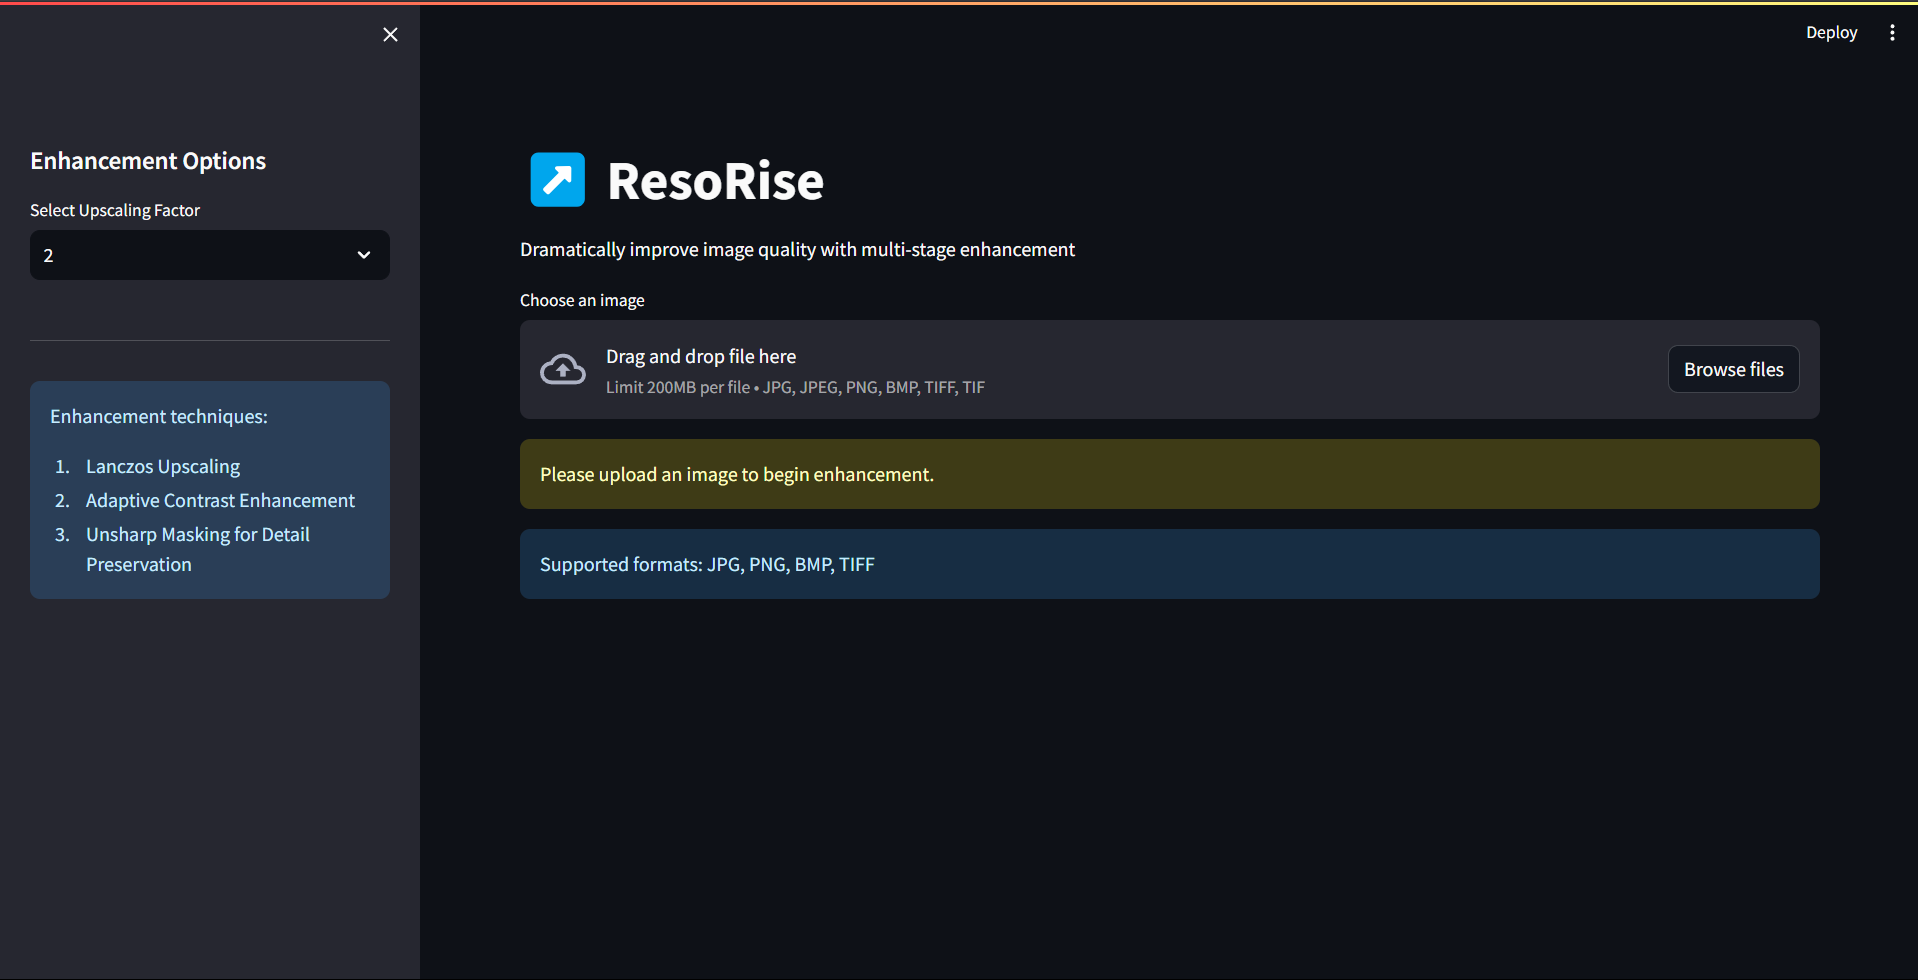 Deploy
Enhancement Options
Select Upscaling Factor
2
Enhancement techniques:
1. Lanczos Upscaling
2. Adaptive Contrast Enhancement
3. Unsharp Masking for Detail
Preservation
ResoRise
Dramatically improve image quality with multi-stage enhancement
Choose an image
Drag and drop file here
Limit 200MB per file • JPG, JPEG, PNG, BMP, TIFF, TIF
Browse files
Please upload an image to begin enhancement.
Supported formats: JPG, PNG, BMP, TIFF